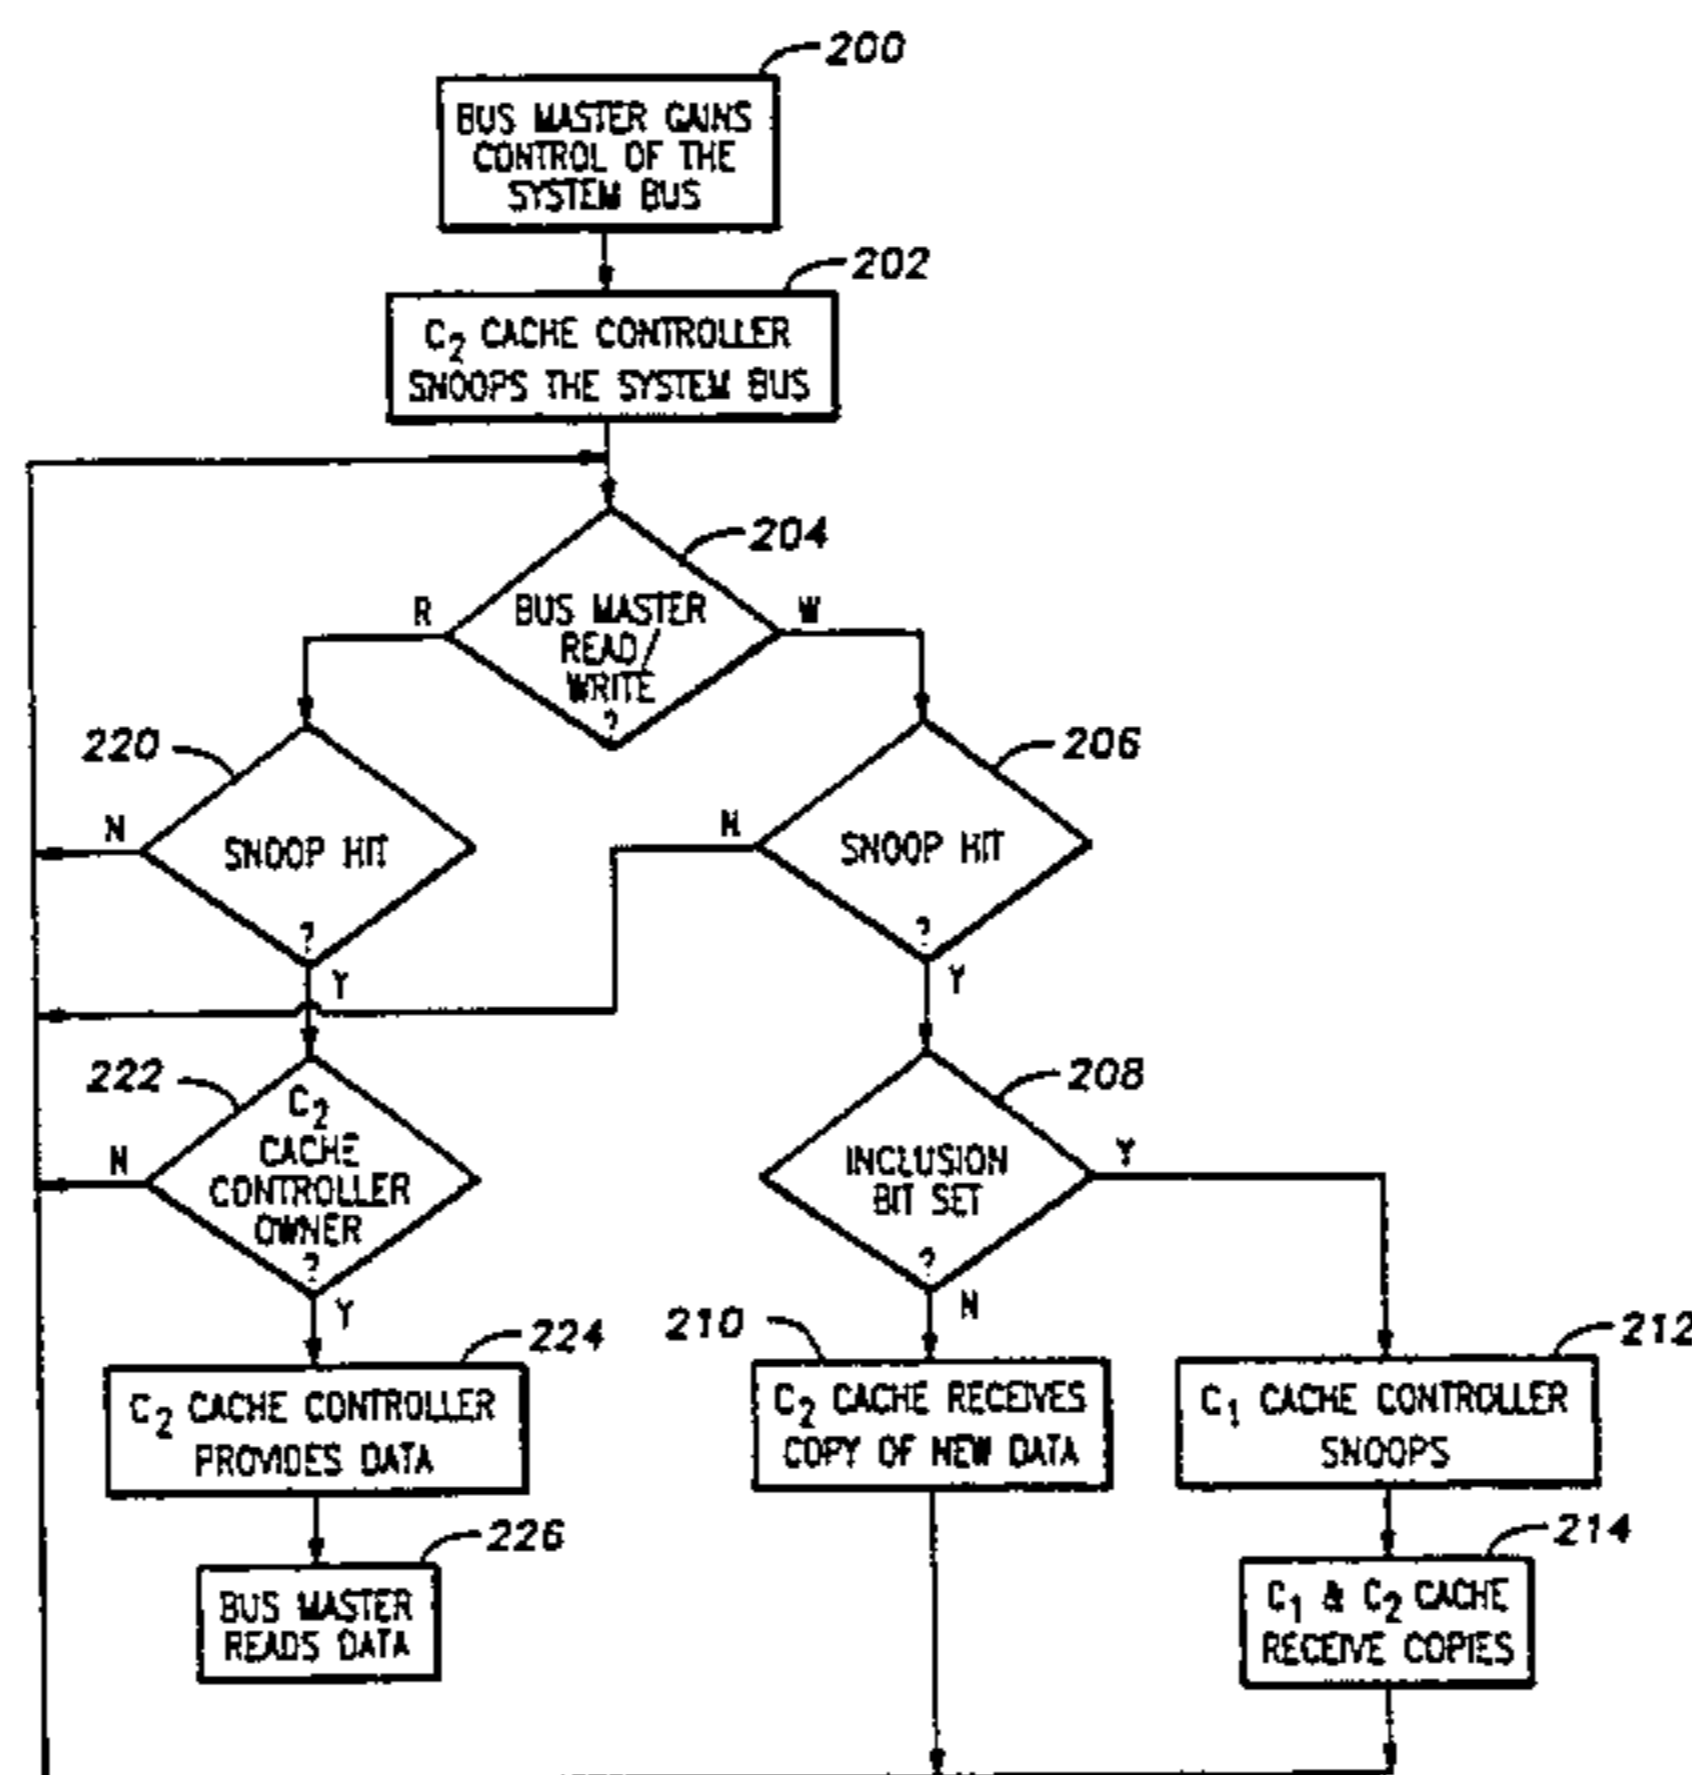 200
BUS MASTER GAINS
CONTROL OF THE
SYSTEM BUS
202
C2 CACHE CONTROLLER
SNOOPS THE SYSTEM BUS
204
R
BUS MASTER
READ/
WRITE
?
W
220
N
SNOOP HIT
?
Y
206
N
SNOOP HIT
?
Y
222
N
C2
CACHE
CONTROLLER
OWNER
?
Y
208
INCLUSION
BIT SET
?
Y
N
224
C2 CACHE CONTROLLER
PROVIDES DATA
210
C2 CACHE RECEIVES
COPY OF NEW DATA
212
C1 CACHE CONTROLLER
SNOOPS
226
BUS MASTER
READS DATA
214
C1 & C2 CACHE
RECEIVE COPIES